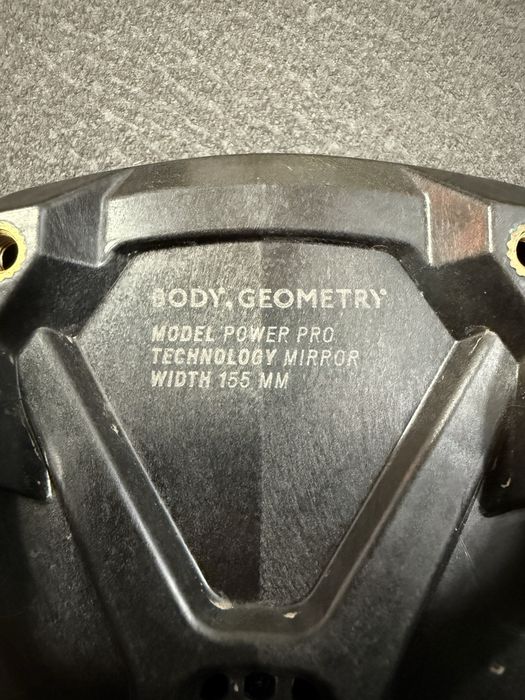 BODY GEOMETRY
MODEL POWER PRO
TECHNOLOGY MIRROR
WIDTH 155 MM